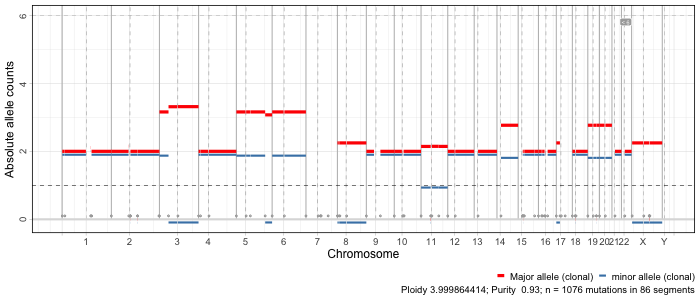 Absolute allele counts
6
4
2
0
1 2 3 4 5 6 7 8 9 10 11 12 13 14 15 16 17 18 19 20 21 22 X Y
Chromosome
Major allele (clonal) minor allele (clonal)
Ploidy 3.999864414; Purity 0.93; n = 1076 mutations in 86 segments